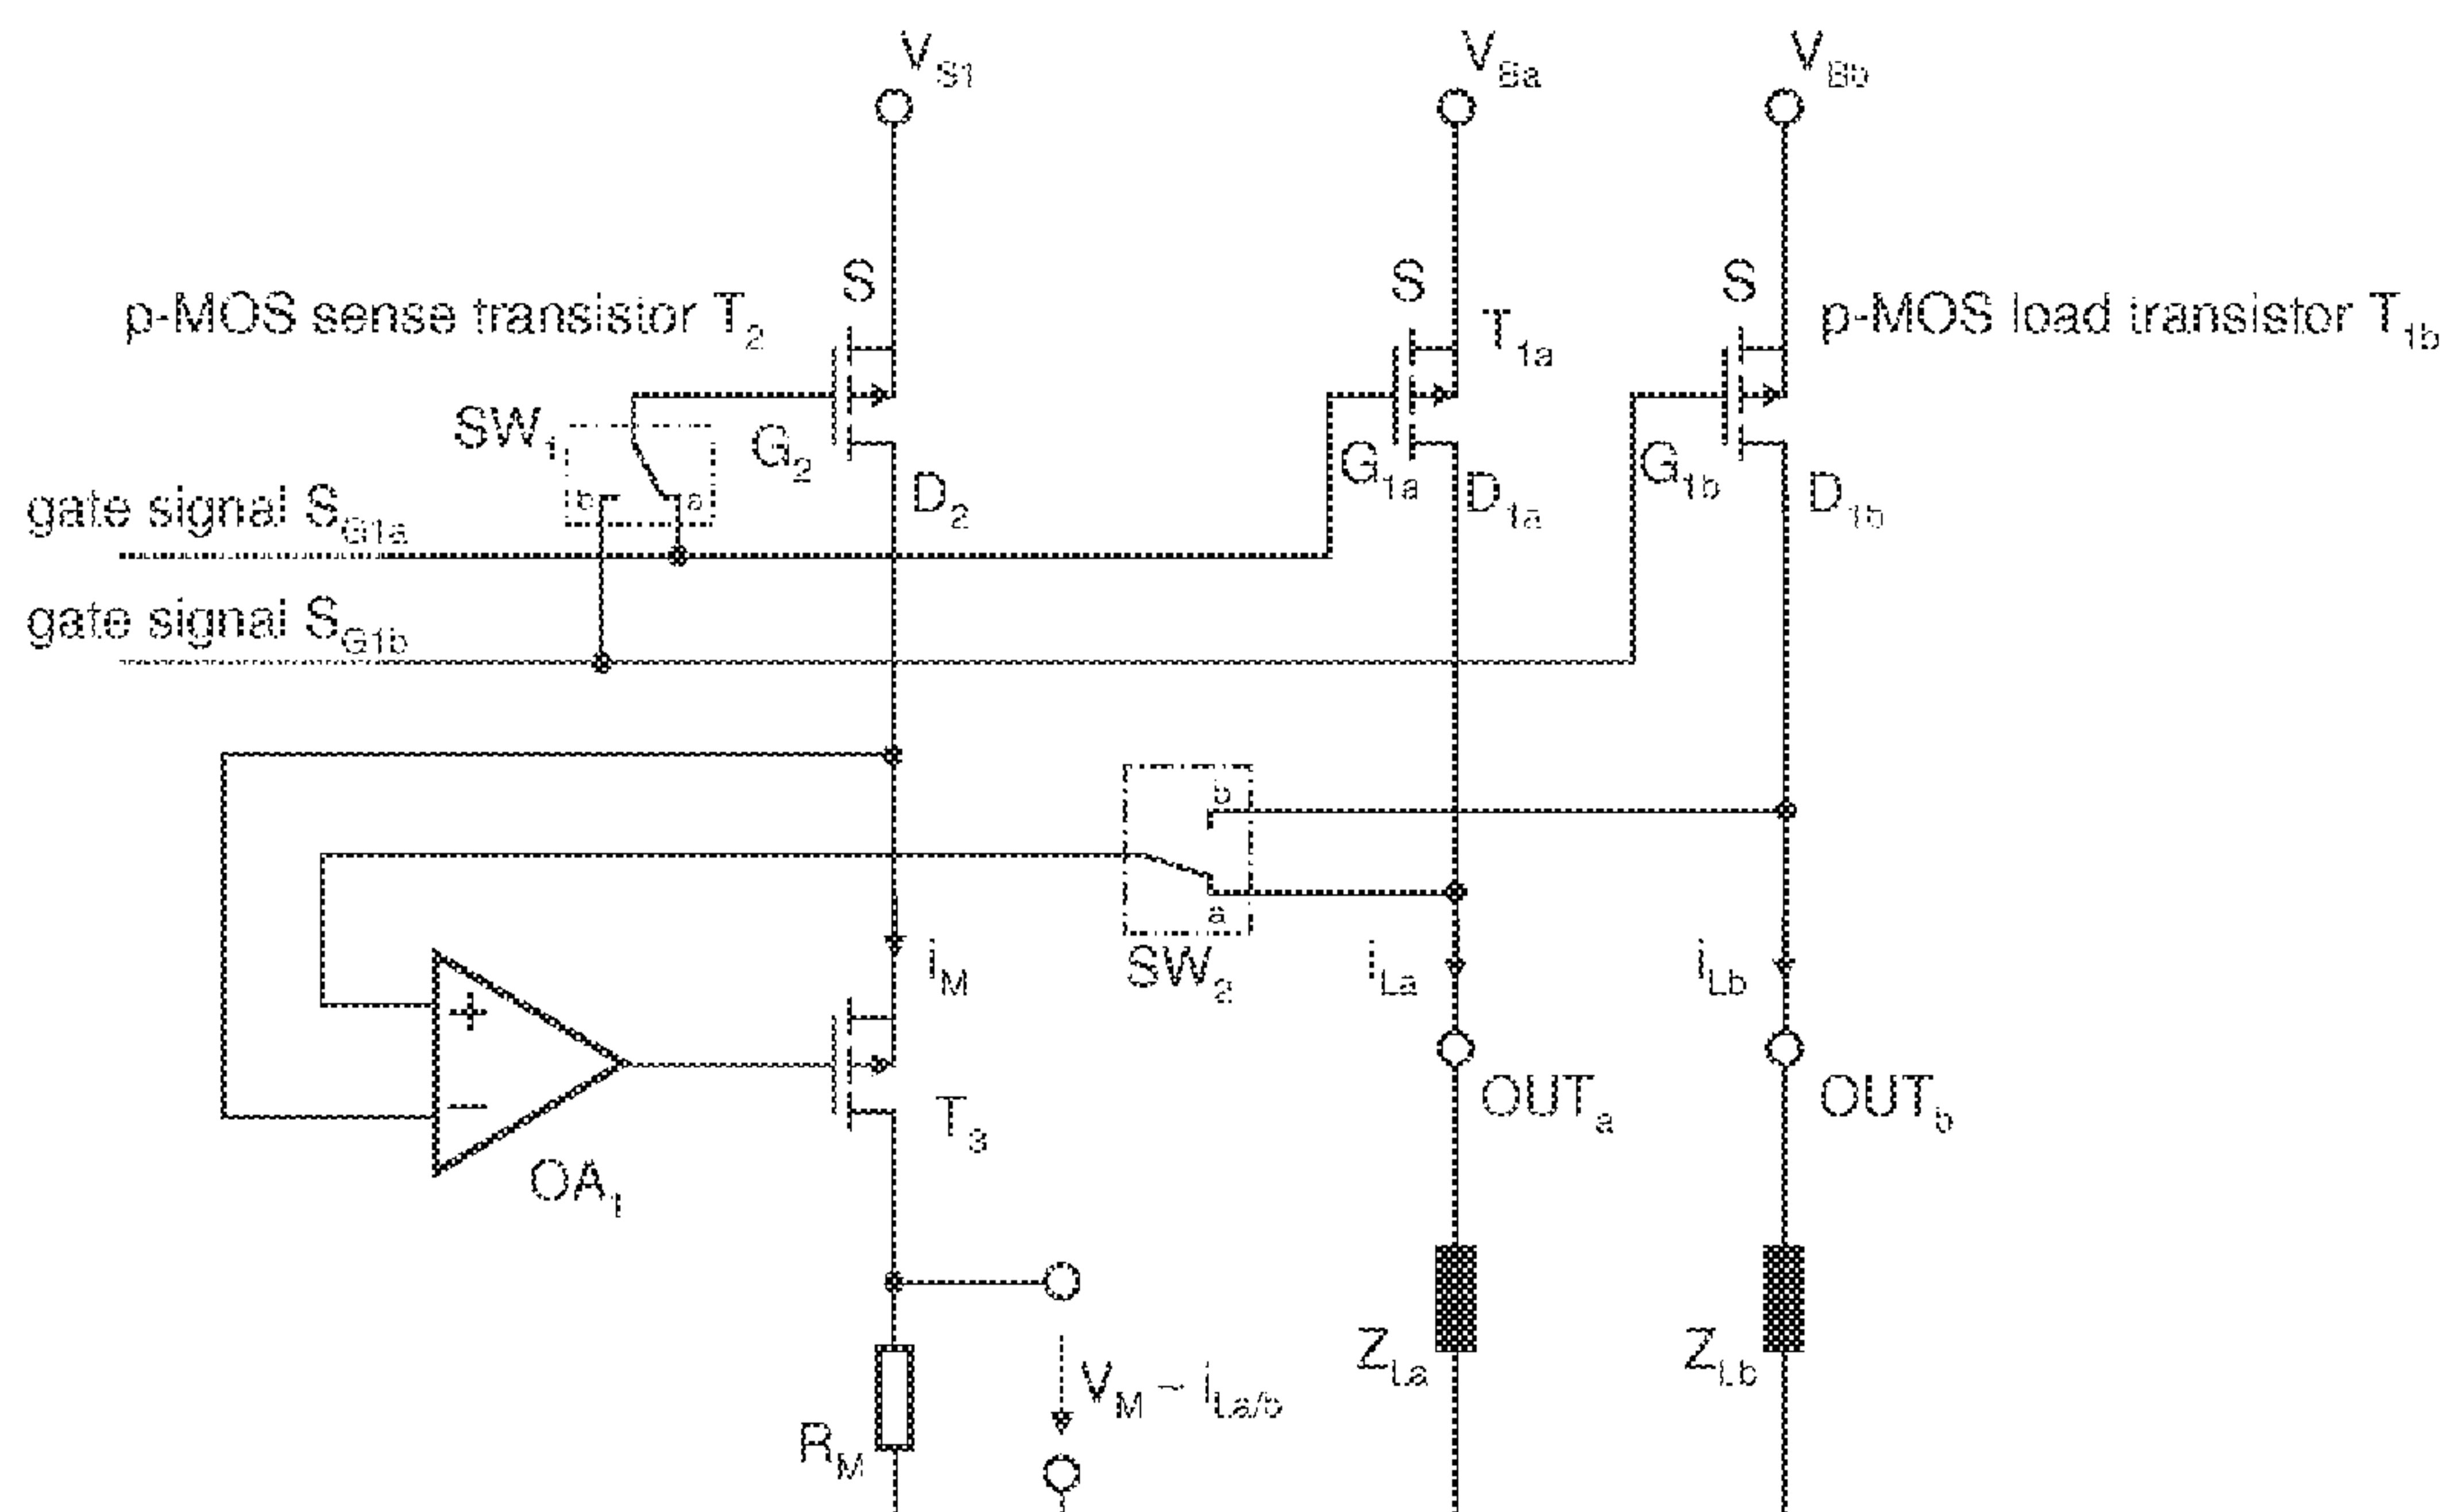 V_S1
V_Ba
V_Bb
S
S
S
p-MOS sense transistor T_2
T_1a
p-MOS load transistor T_1b
SW_1
G_2
G_1a
G_1b
b
a
D_2
D_1a
D_1b
gate signal S_G1a
gate signal S_G1b
b
a
SW_2
i_M
i_La
i_Lb
+
−
OA_1
T_3
OUT_a
OUT_b
Z_La
Z_Lb
V_M ~ i_La/b
R_M